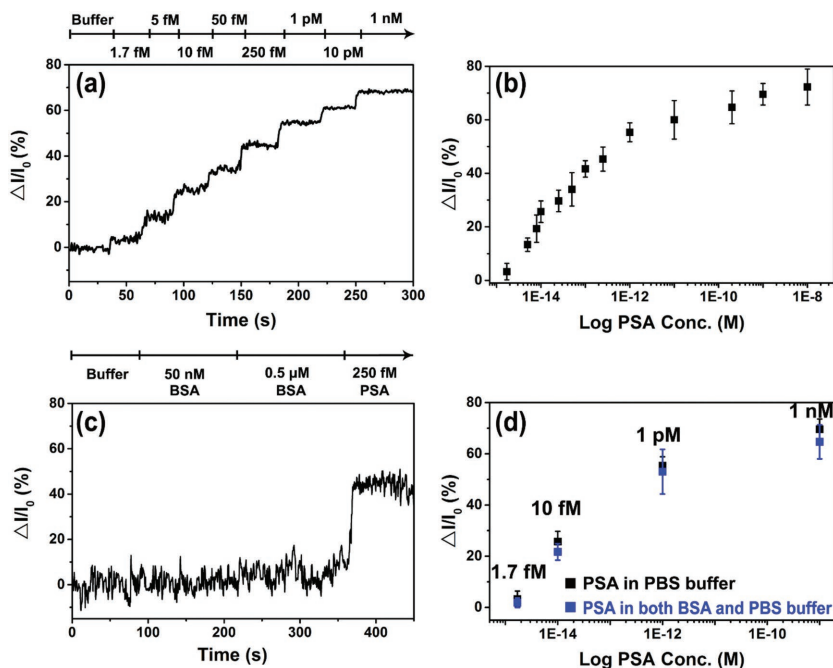 Buffer 5 fM 50 fM 1 pM 1 nM
1.7 fM 10 fM 250 fM 10 pM
(a)
80
60
40
20
0
△I/I0 (%)
0 50 100 150 200 250 300
Time (s)
(b)
80
60
40
20
0
△I/I0 (%)
1E-14 1E-12 1E-10 1E-8
Log PSA Conc. (M)
Buffer 50 nM 0.5 µM 250 fM
BSA BSA PSA
(c)
80
60
40
20
0
△I/I0 (%)
0 100 200 300 400
Time (s)
(d)
1 nM
1 pM
10 fM
1.7 fM
PSA in PBS buffer
PSA in both BSA and PBS buffer
80
60
40
20
0
△I/I0 (%)
1E-14 1E-12 1E-10
Log PSA Conc. (M)